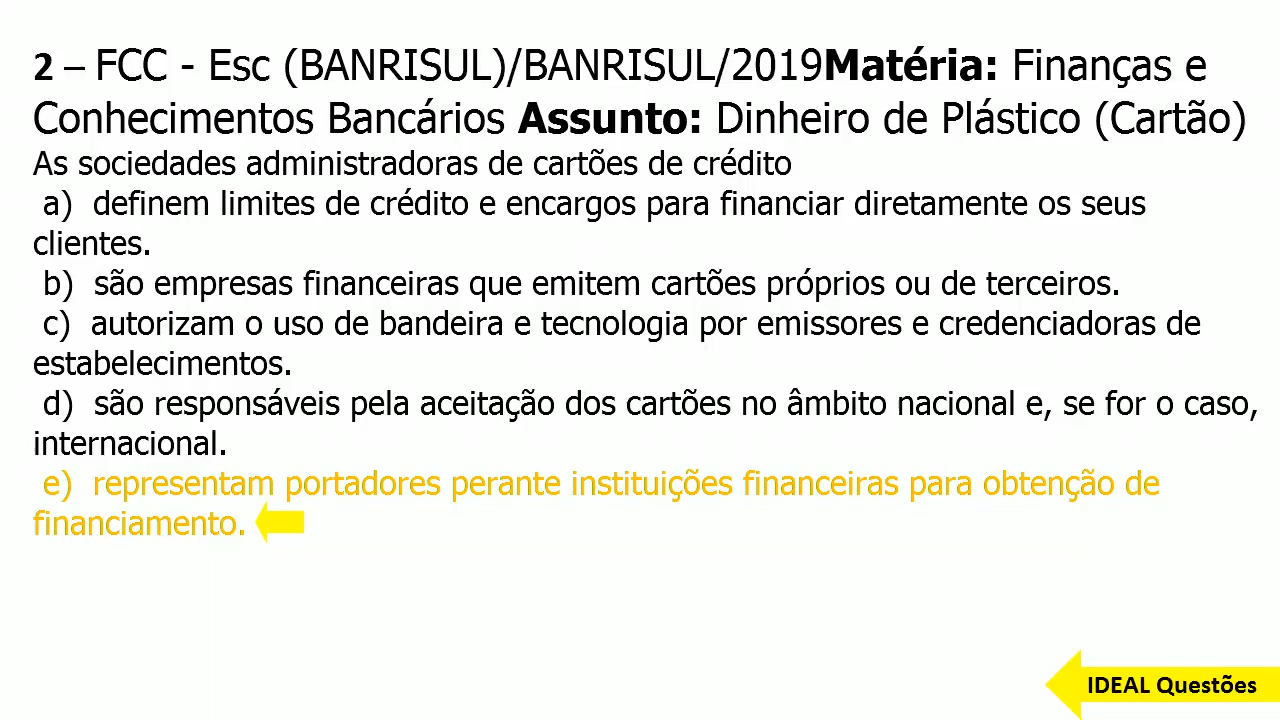 2 – FCC - Esc (BANRISUL)/BANRISUL/2019Matéria: Finanças e
Conhecimentos Bancários Assunto: Dinheiro de Plástico (Cartão)
As sociedades administradoras de cartões de crédito
a) definem limites de crédito e encargos para financiar diretamente os seus
clientes.
b) são empresas financeiras que emitem cartões próprios ou de terceiros.
c) autorizam o uso de bandeira e tecnologia por emissores e credenciadoras de
estabelecimentos.
d) são responsáveis pela aceitação dos cartões no âmbito nacional e, se for o caso,
internacional.
e) representam portadores perante instituições financeiras para obtenção de
financiamento.
IDEAL Questões